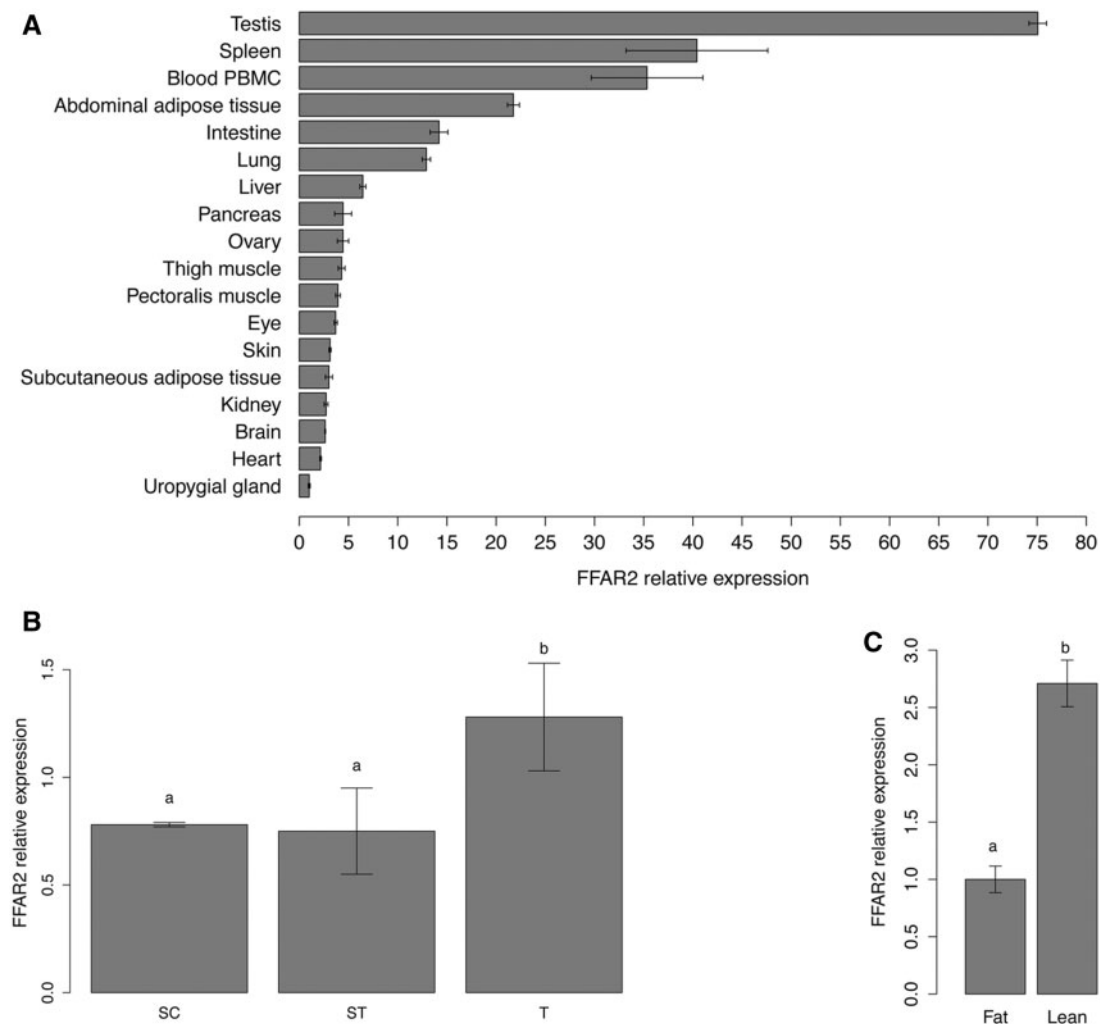 A
Testis
Spleen
Blood PBMC
Abdominal adipose tissue
Intestine
Lung
Liver
Pancreas
Ovary
Thigh muscle
Pectoralis muscle
Eye
Skin
Subcutaneous adipose tissue
Kidney
Brain
Heart
Uropygial gland
0 5 10 15 20 25 30 35 40 45 50 55 60 65 70 75 80
FFAR2 relative expression
B
FFAR2 relative expression
1.5
1.0
0.5
0.0
a
a
b
SC ST T
C
FFAR2 relative expression
3.0
2.5
2.0
1.5
1.0
0.5
0.0
a
b
Fat Lean